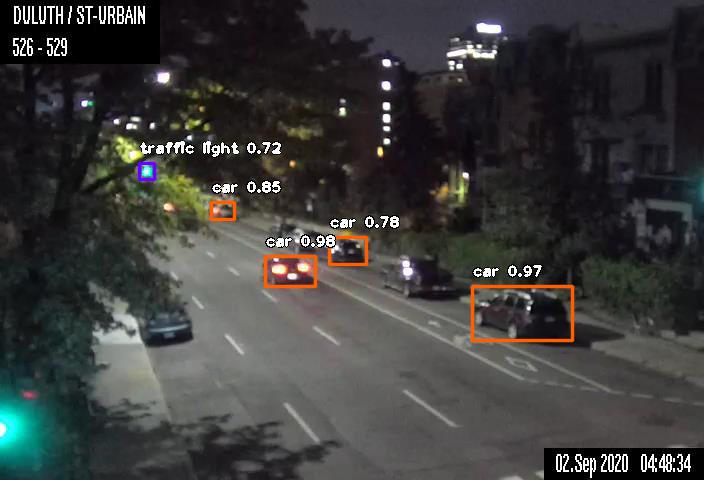 DULUTH / ST-URBAIN
526 - 529
traffic light 0.72
car 0.85
car 0.78
car 0.98
car 0.97
02.Sep 2020 04:48:34